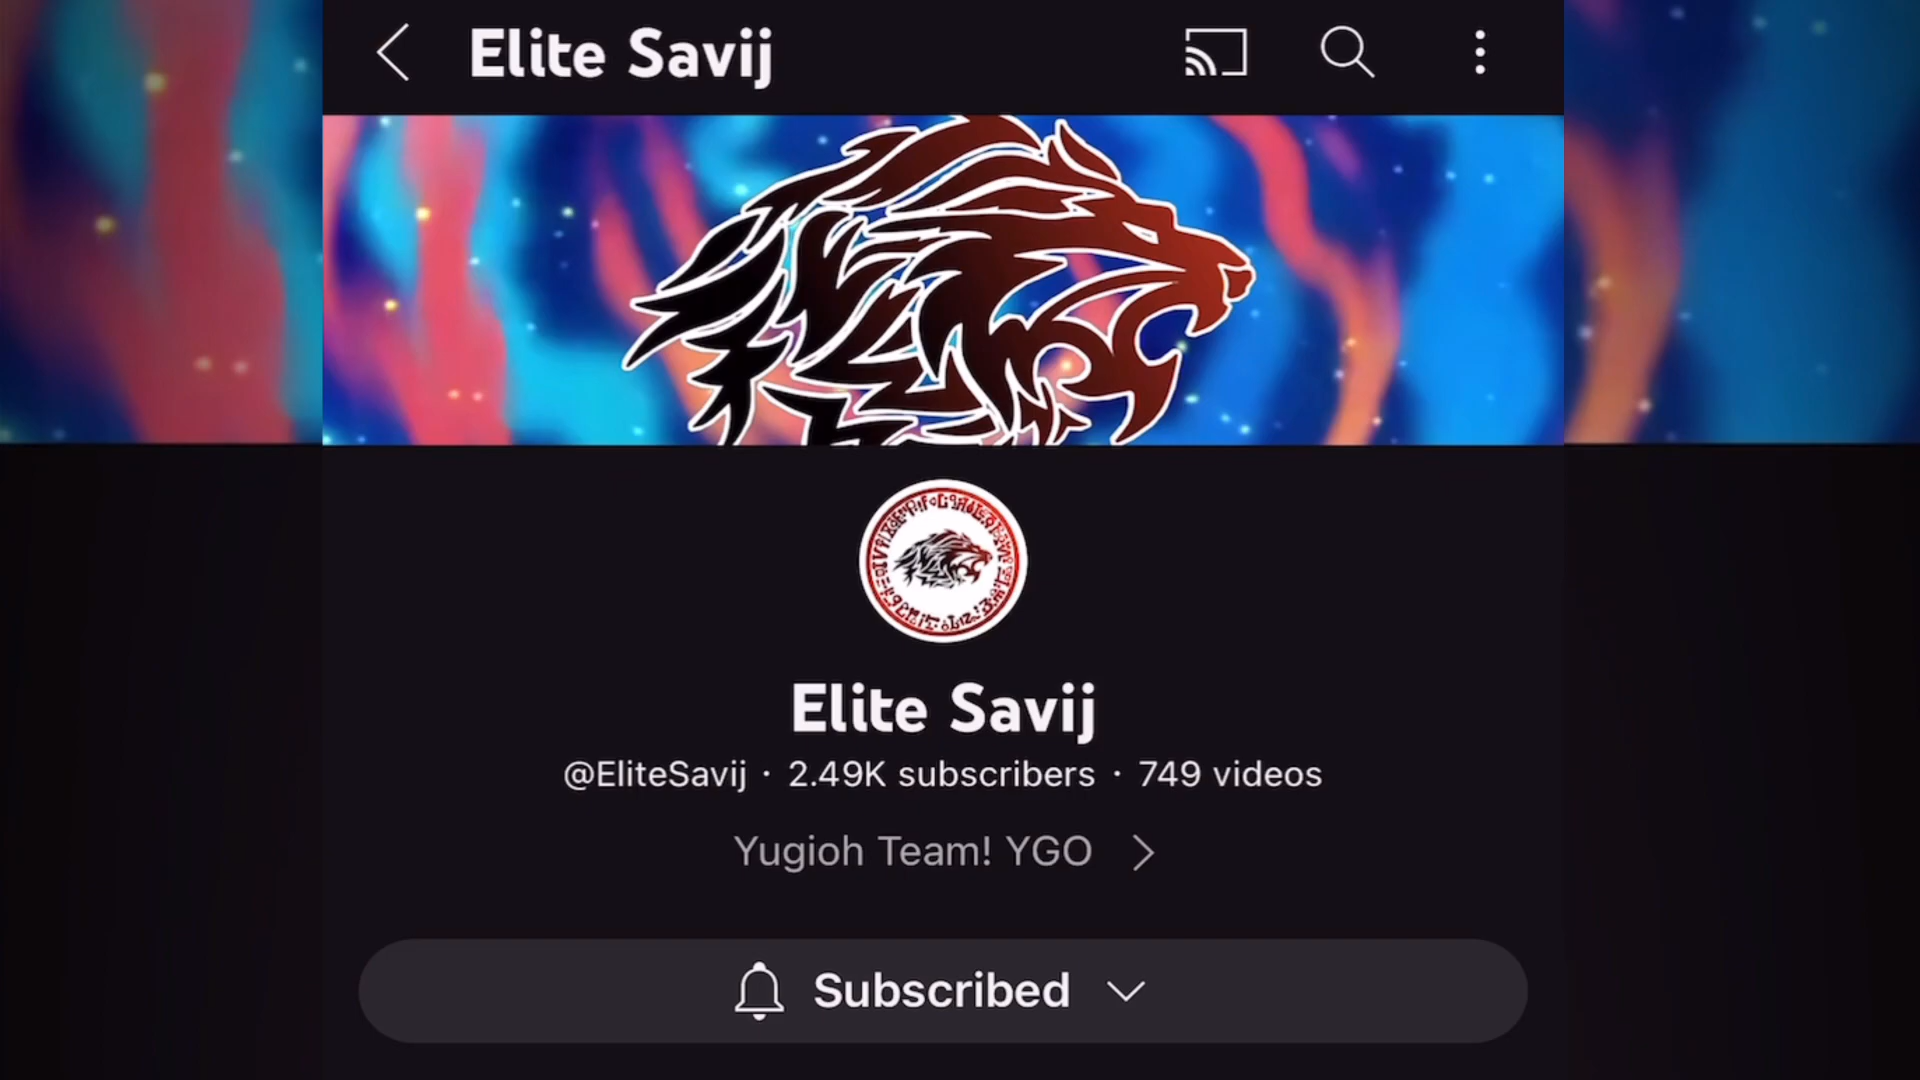 Elite Savij
Elite Savij
@EliteSavij · 2.49K subscribers · 749 videos
Yugioh Team! YGO
Subscribed